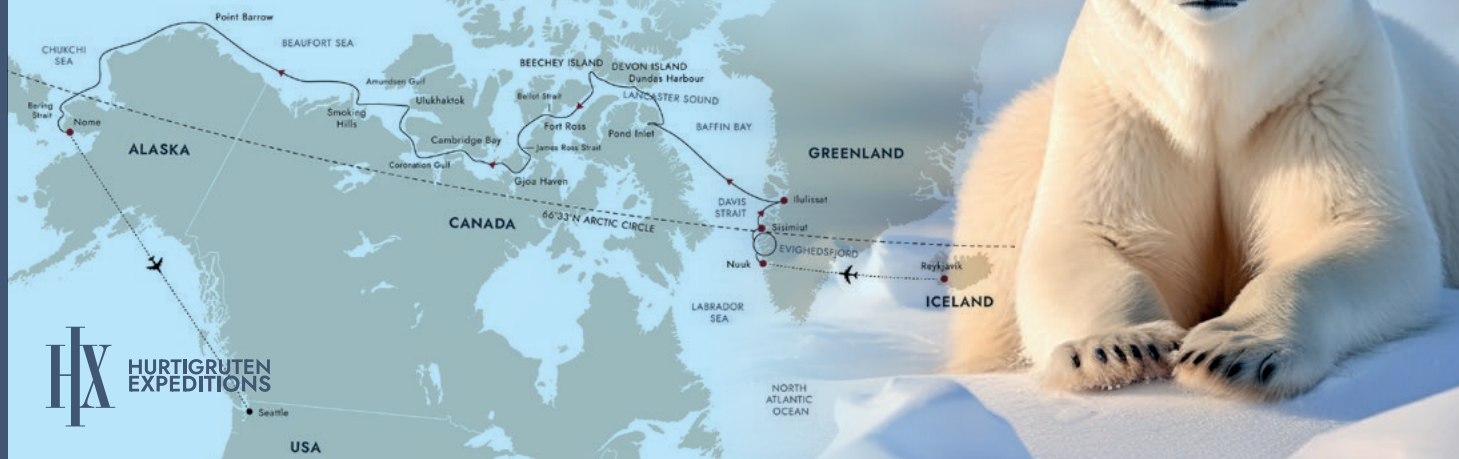 Point Barrow
BEAUFORT SEA
CHUKCHI
SEA
BEECHEY ISLAND
DEVON ISLAND
Dundas Harbour
Amundsen Gulf
Ulukhaktok
Bellot Strait
LANCASTER SOUND
Bering
Strait
Nome
Smoking
Hills
Fort Ross
Pond Inlet
BAFFIN BAY
ALASKA
Cambridge Bay
James Ross Strait
GREENLAND
Coronation Gulf
Gjoa Haven
Ilulissat
DAVIS
STRAIT
CANADA
66°33'N ARCTIC CIRCLE
Sisimiut
EVIGHEDSFJORD
Nuuk
Reykjavik
ICELAND
LABRADOR
SEA
HX HURTIGRUTEN
EXPEDITIONS
NORTH
ATLANTIC
OCEAN
Seattle
USA